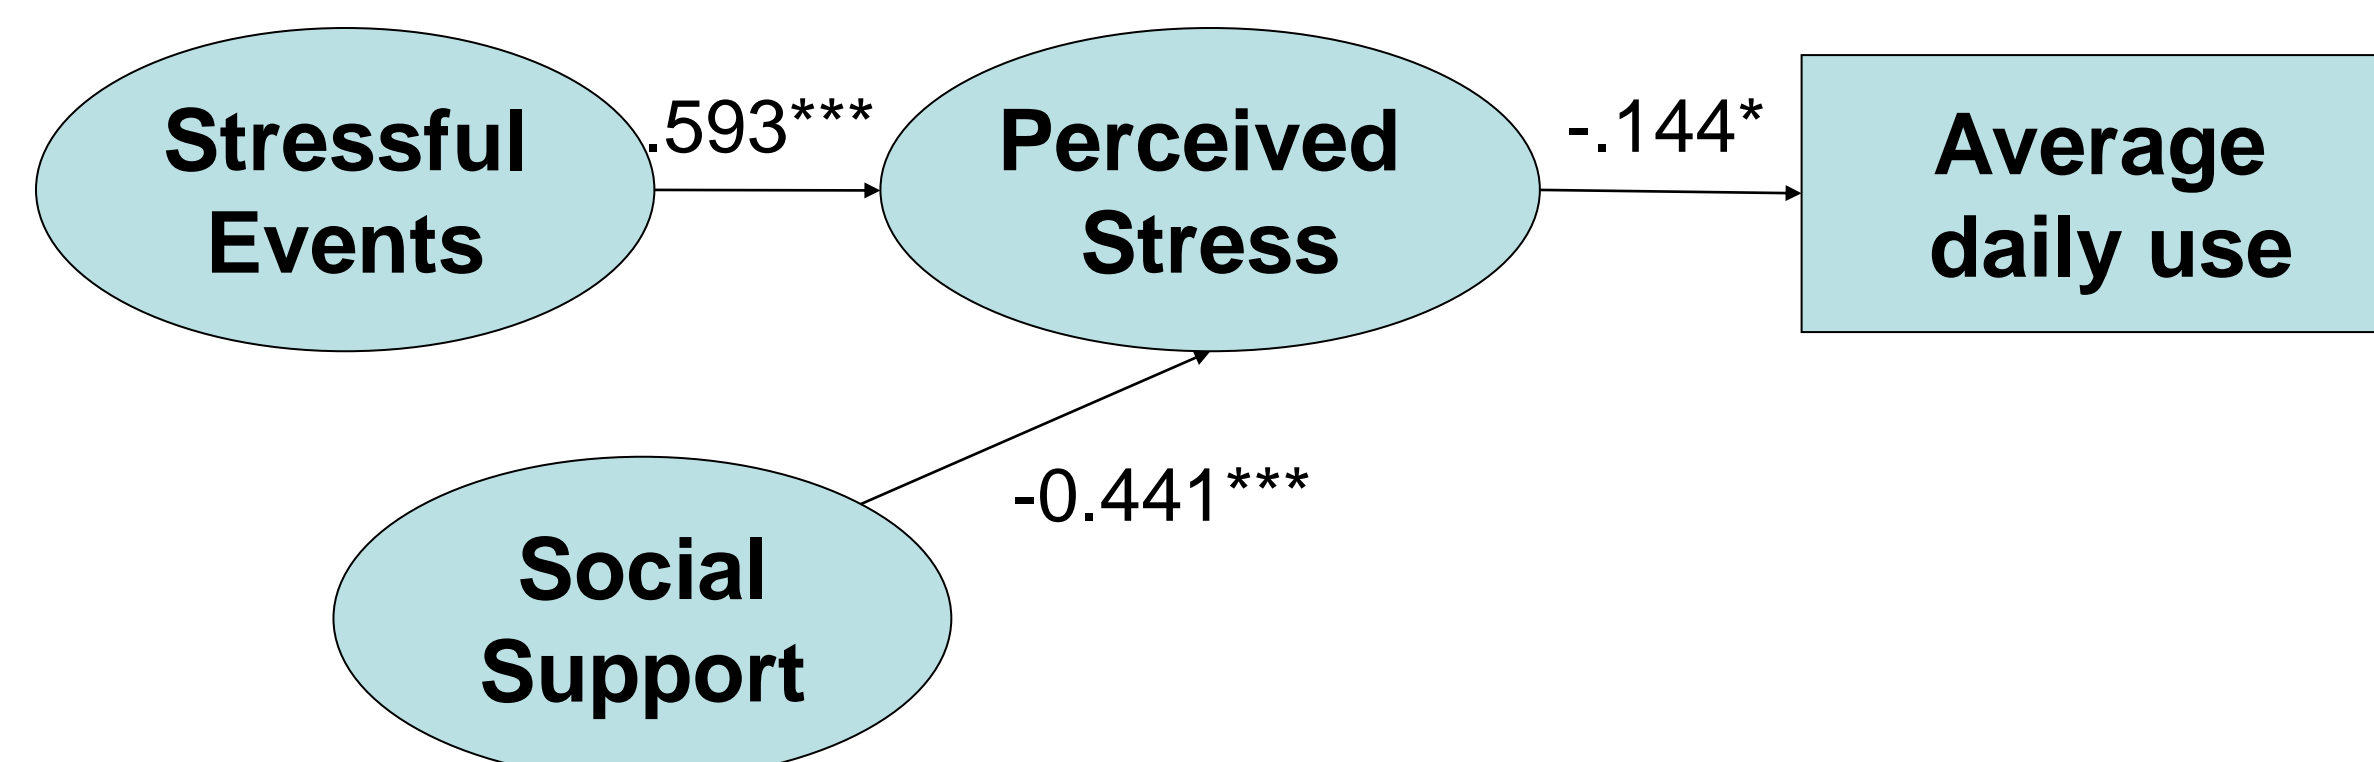 Stressful
Events
.593***
Perceived
Stress
-.144*
Average
daily use
-0.441***
Social
Support